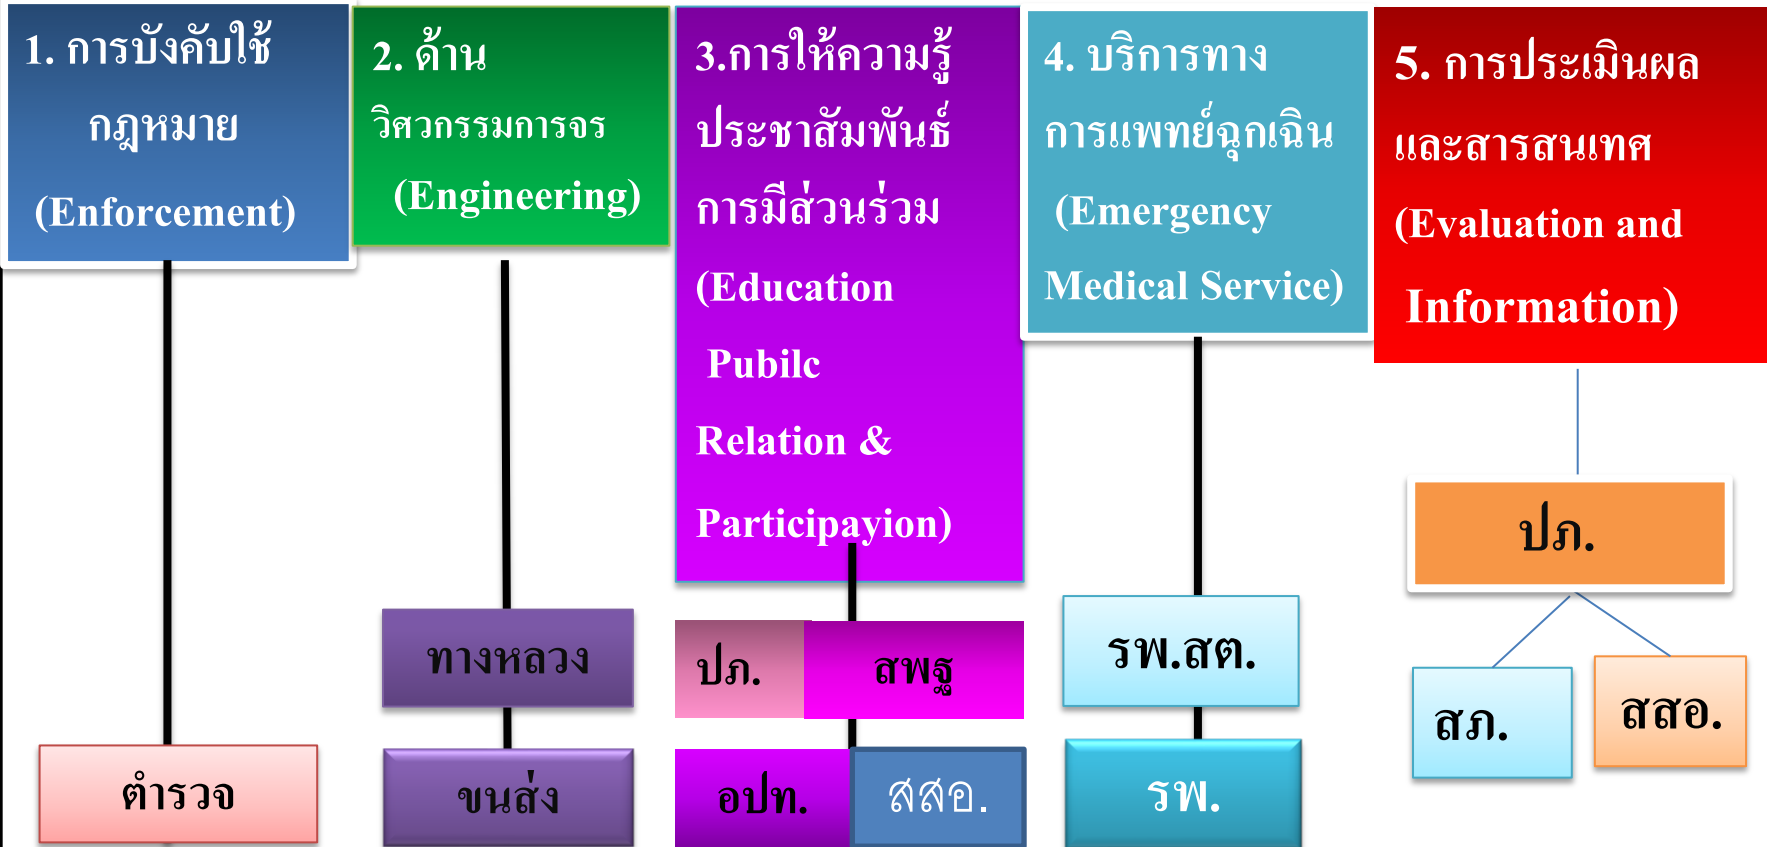 1. การบังคับใช้
กฎหมาย
(Enforcement)
2. ด้าน
วิศวกรรมการจร
(Engineering)
3.การให้ความรู้
ประชาสัมพันธ์
การมีส่วนร่วม
(Education
Pubilc
Relation &
Participayion)
4. บริการทาง
การแพทย์ฉุกเฉิน
(Emergency
Medical Service)
5. การประเมินผล
และสารสนเทศ
(Evaluation and
Information)
ตำรวจ
ทางหลวง
ขนส่ง
ปภ.
สพฐ
อปท.
สสอ.
รพ.สต.
รพ.
ปภ.
สภ.
สสอ.